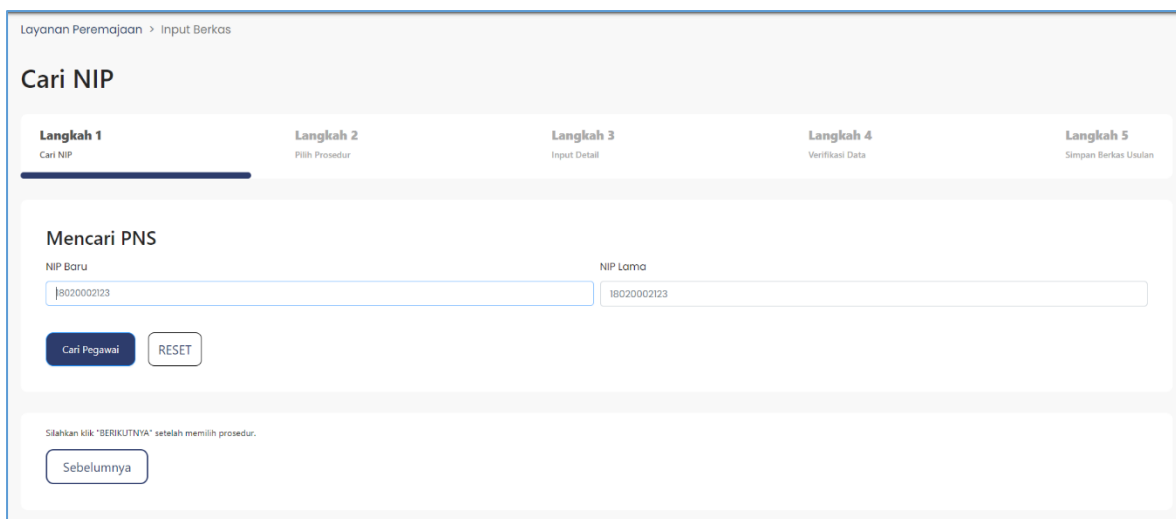 Layanan Peremajaan > Input Berkas
Cari NIP
Langkah 1
Cari NIP
Langkah 2
Pilih Prosedur
Langkah 3
Input Detail
Langkah 4
Verifikasi Data
Langkah 5
Simpan Berkas Usulan
Mencari PNS
NIP Baru
18020002123
NIP Lama
18020002123
Cari Pegawai
RESET
Silahkan klik "BERIKUTNYA" setelah memilih prosedur.
Sebelumnya